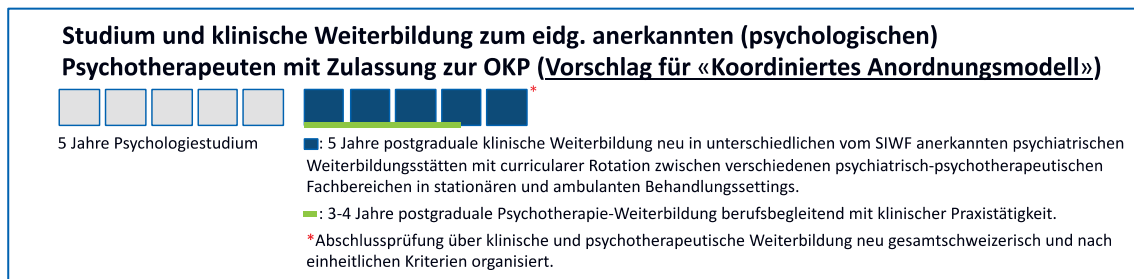 Studium und klinische Weiterbildung zum eidg. anerkannten (psychologischen)
Psychotherapeuten mit Zulassung zur OKP (Vorschlag für «Koordiniertes Anordnungsmodell»)
*
5 Jahre Psychologiestudium
: 5 Jahre postgraduale klinische Weiterbildung neu in unterschiedlichen vom SIWF anerkannten psychiatrischen
Weiterbildungsstätten mit curricularer Rotation zwischen verschiedenen psychiatrisch-psychotherapeutischen
Fachbereichen in stationären und ambulanten Behandlungssettings.
: 3-4 Jahre postgraduale Psychotherapie-Weiterbildung berufsbegleitend mit klinischer Praxistätigkeit.
*Abschlussprüfung über klinische und psychotherapeutische Weiterbildung neu gesamtschweizerisch und nach
einheitlichen Kriterien organisiert.